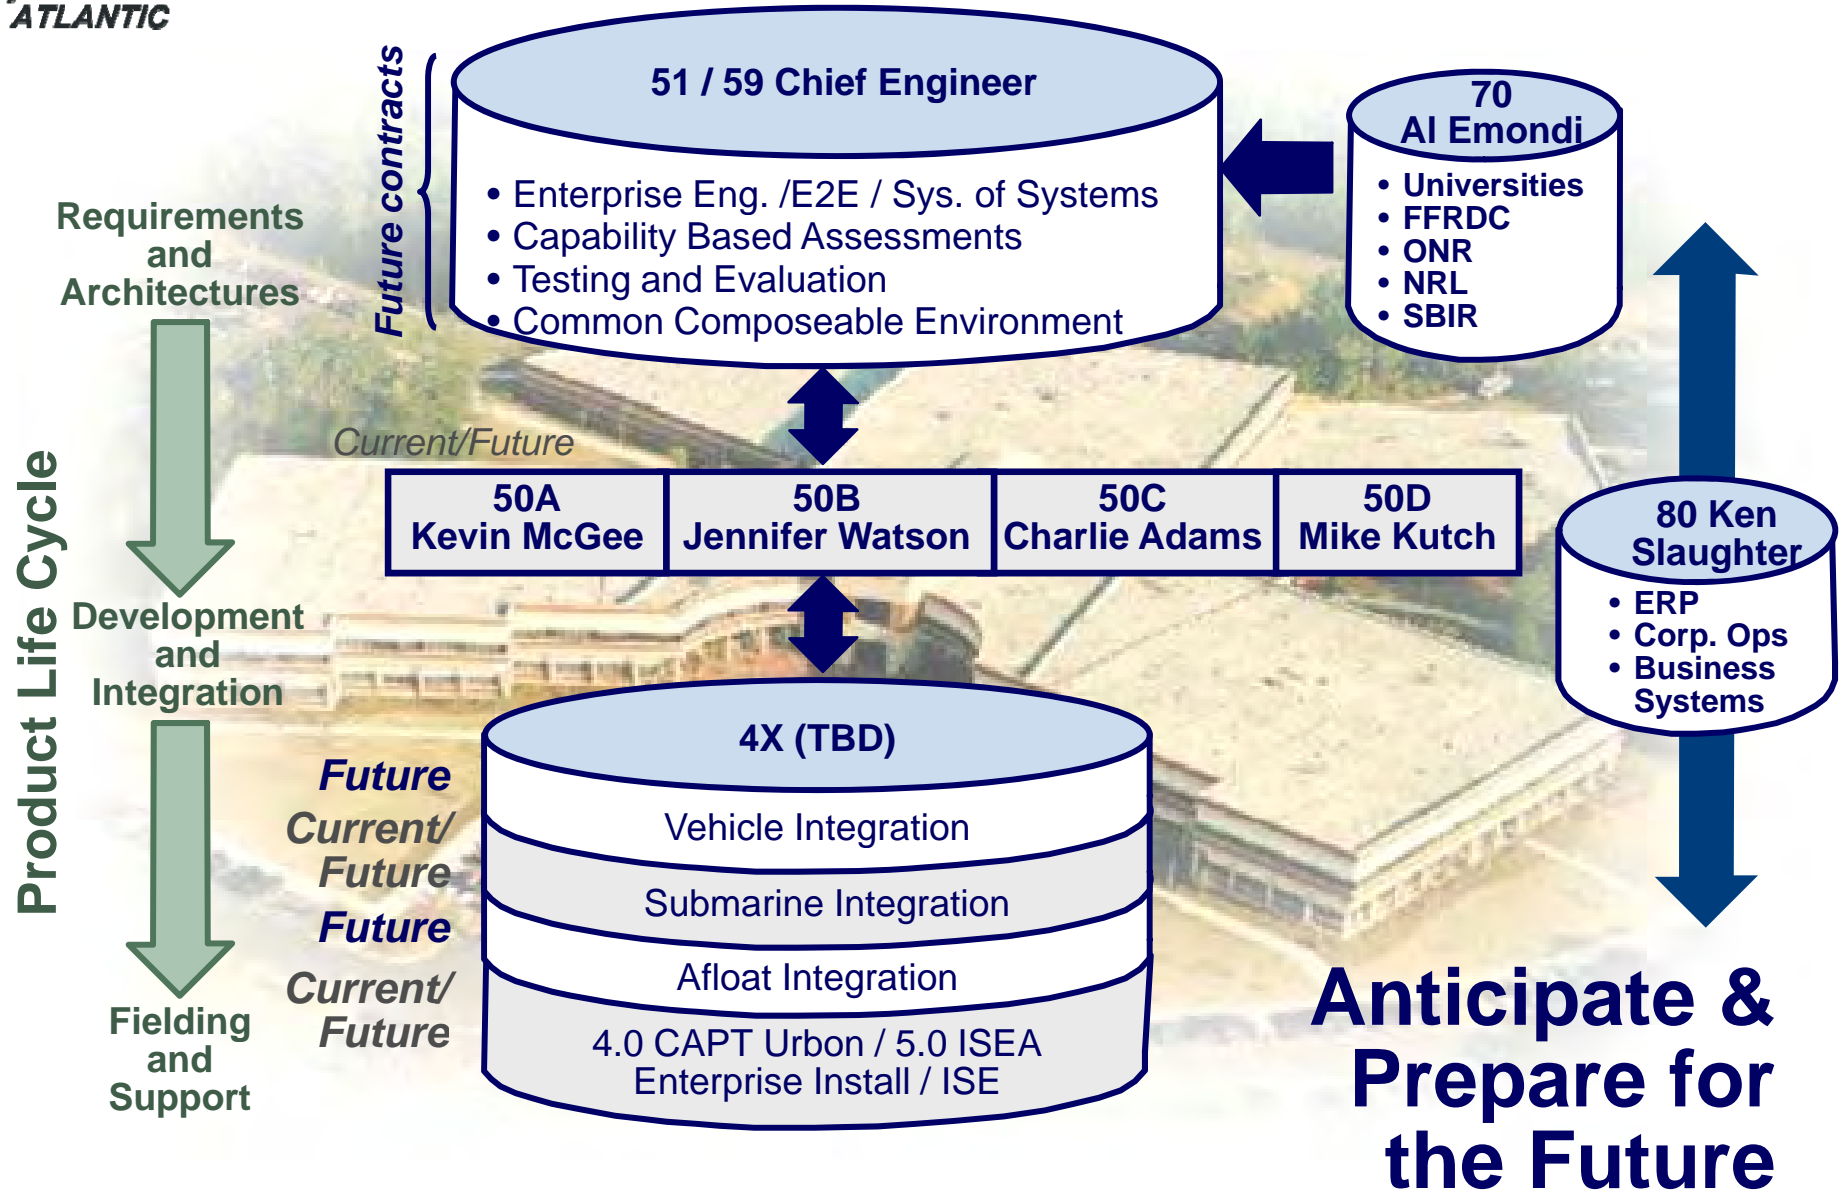 ATLANTIC
Future contracts
51 / 59 Chief Engineer
• Enterprise Eng. /E2E / Sys. of Systems
• Capability Based Assessments
• Testing and Evaluation
• Common Composeable Environment
70
Al Emondi
• Universities
• FFRDC
• ONR
• NRL
• SBIR
Product Life Cycle
Requirements
and
Architectures
Development
and
Integration
Fielding
and
Support
Current/Future
50A
Kevin McGee
50B
Jennifer Watson
50C
Charlie Adams
50D
Mike Kutch
80 Ken
Slaughter
• ERP
• Corp. Ops
• Business
Systems
4X (TBD)
Future
Vehicle Integration
Current/
Future
Submarine Integration
Future
Afloat Integration
Current/
Future
4.0 CAPT Urbon / 5.0 ISEA
Enterprise Install / ISE
Anticipate &
Prepare for
the Future